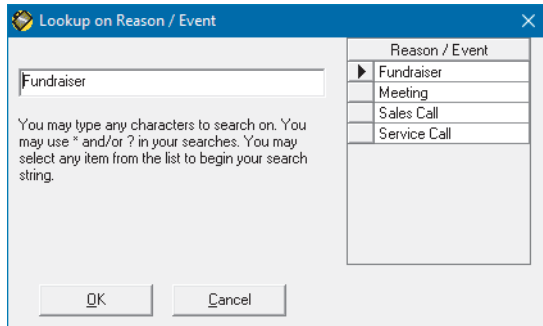 Lookup on Reason / Event
Fundraiser
You may type any characters to search on. You
may use * and/or ? in your searches. You may
select any item from the list to begin your search
string.
OK
Cancel
Reason / Event
Fundraiser
Meeting
Sales Call
Service Call